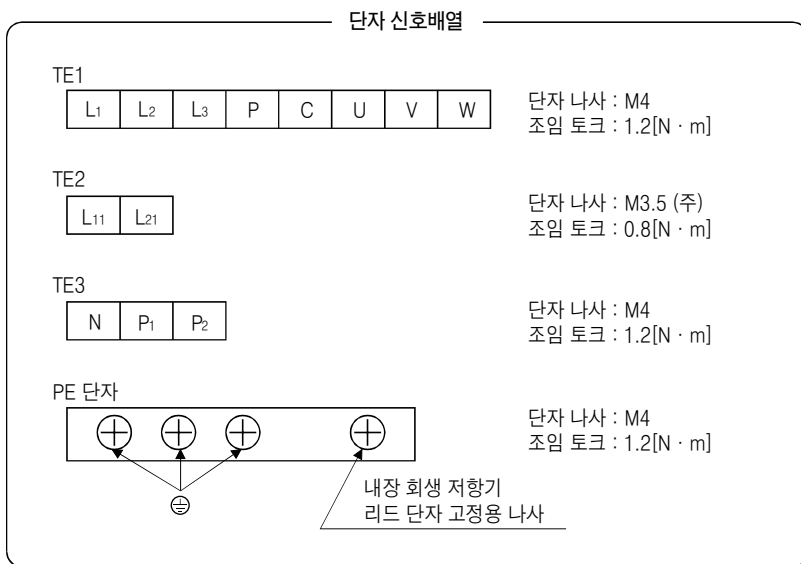 단자 신호배열
TE1
L1 L2 L3 P C U V W
단자 나사 : M4
조임 토크 : 1.2[N · m]
TE2
L11 L21
단자 나사 : M3.5 (주)
조임 토크 : 0.8[N · m]
TE3
N P1 P2
단자 나사 : M4
조임 토크 : 1.2[N · m]
PE 단자
단자 나사 : M4
조임 토크 : 1.2[N · m]
내장 회생 저항기
리드 단자 고정용 나사